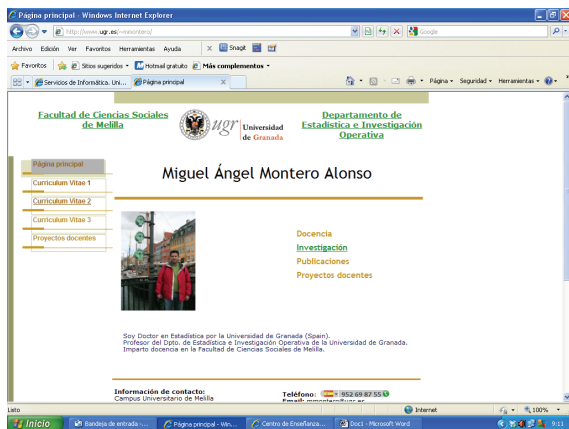 Página principal - Windows Internet Explorer
http://www.ugr.es/~mmontero/
Google
Archivo Edición Ver Favoritos Herramientas Ayuda X Snagit
Favoritos Sitios sugeridos Hotmail gratuito Más complementos
Servicios de Informática. Uni... Página principal X
Página Seguridad Herramientas
Facultad de Ciencias Sociales
de Melilla
ugr Universidad
de Granada
Departamento de
Estadística e Investigación
Operativa
Página principal
Curriculum Vitae 1
Curriculum Vitae 2
Curriculum Vitae 3
Proyectos docentes
Miguel Ángel Montero Alonso
Docencia
Investigación
Publicaciones
Proyectos docentes
Soy Doctor en Estadística por la Universidad de Granada (Spain).
Profesor del Dpto. de Estadística e Investigación Operativa de la Universidad de Granada.
Imparto docencia en la Facultad de Ciencias Sociales de Melilla.
Información de contacto:
Campus Universitario de Melilla
Teléfono: 952 69 87 55
Email: mmontero@ugr.es
Listo
Internet
100%
Inicio
Bandeja de entrada -...
Página principal - Win...
Centro de Enseñanza...
Doc1 - Microsoft Word
9:11